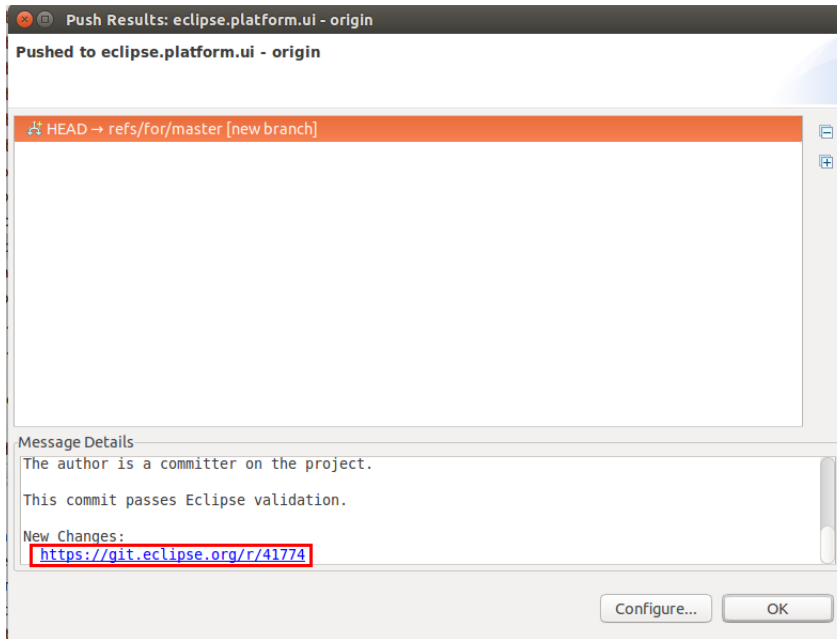 Push Results: eclipse.platform.ui - origin
Pushed to eclipse.platform.ui - origin
HEAD → refs/for/master [new branch]
Message Details
The author is a committer on the project.
This commit passes Eclipse validation.
New Changes:
https://git.eclipse.org/r/41774
Configure... OK